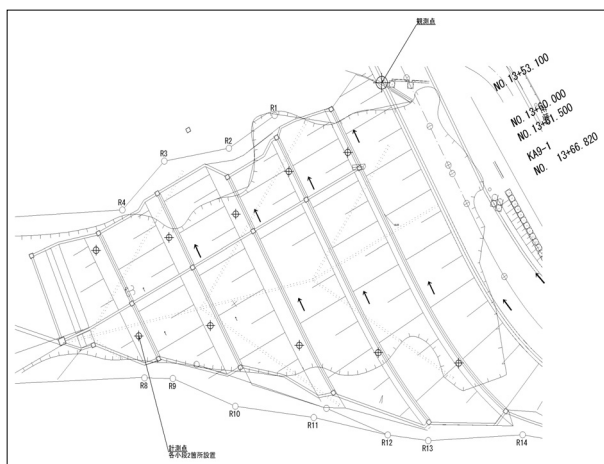 観測点
NO. 13+53.100
NO. 13+60.000
NO. 13+61.500
KA9-1
NO. 13+66.820
R1
R2
R3
R4
R8
R9
R10
R11
R12
R13
R14
計測点
各小段2箇所設置